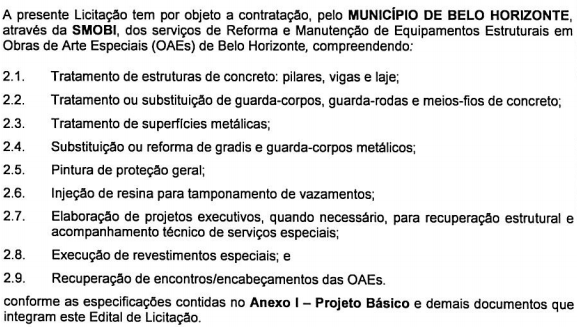 A presente Licitação tem por objeto a contratação, pelo MUNICÍPIO DE BELO HORIZONTE,
através da SMOBI, dos serviços de Reforma e Manutenção de Equipamentos Estruturais em
Obras de Arte Especiais (OAEs) de Belo Horizonte, compreendendo:
2.1. Tratamento de estruturas de concreto: pilares, vigas e laje;
2.2. Tratamento ou substituição de guarda-corpos, guarda-rodas e meios-fios de concreto;
2.3. Tratamento de superfícies metálicas;
2.4. Substituição ou reforma de gradis e guarda-corpos metálicos;
2.5. Pintura de proteção geral;
2.6. Injeção de resina para tamponamento de vazamentos;
2.7. Elaboração de projetos executivos, quando necessário, para recuperação estrutural e
acompanhamento técnico de serviços especiais;
2.8. Execução de revestimentos especiais; e
2.9. Recuperação de encontros/encabeçamentos das OAEs.
conforme as especificações contidas no Anexo I – Projeto Básico e demais documentos que
integram este Edital de Licitação.